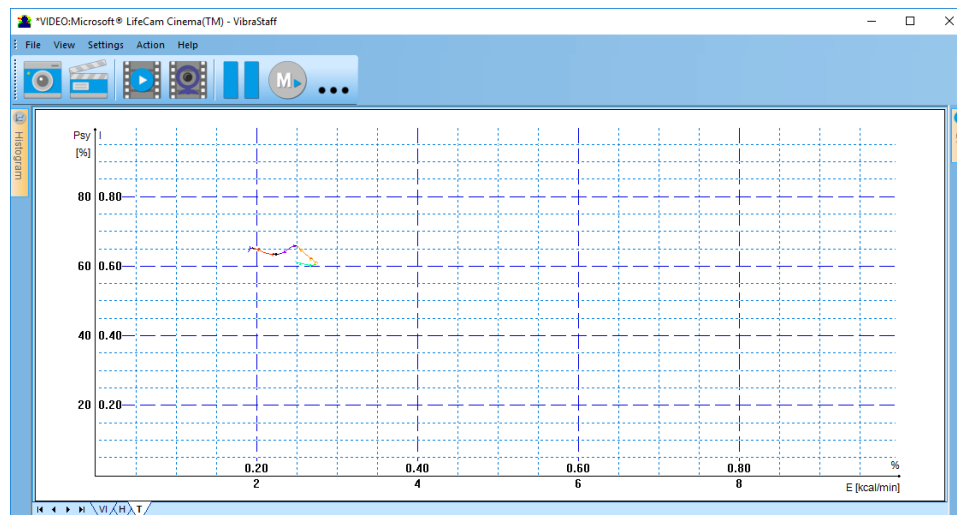 *VIDEO:Microsoft® LifeCam Cinema(TM) - VibraStaff
File View Settings Action Help
M
Histogram
Psy I
[%]
80 0.80
60 0.60
40 0.40
20 0.20
0.20 0.40 0.60 0.80 %
2 4 6 8 E [kcal/min]
VI H T